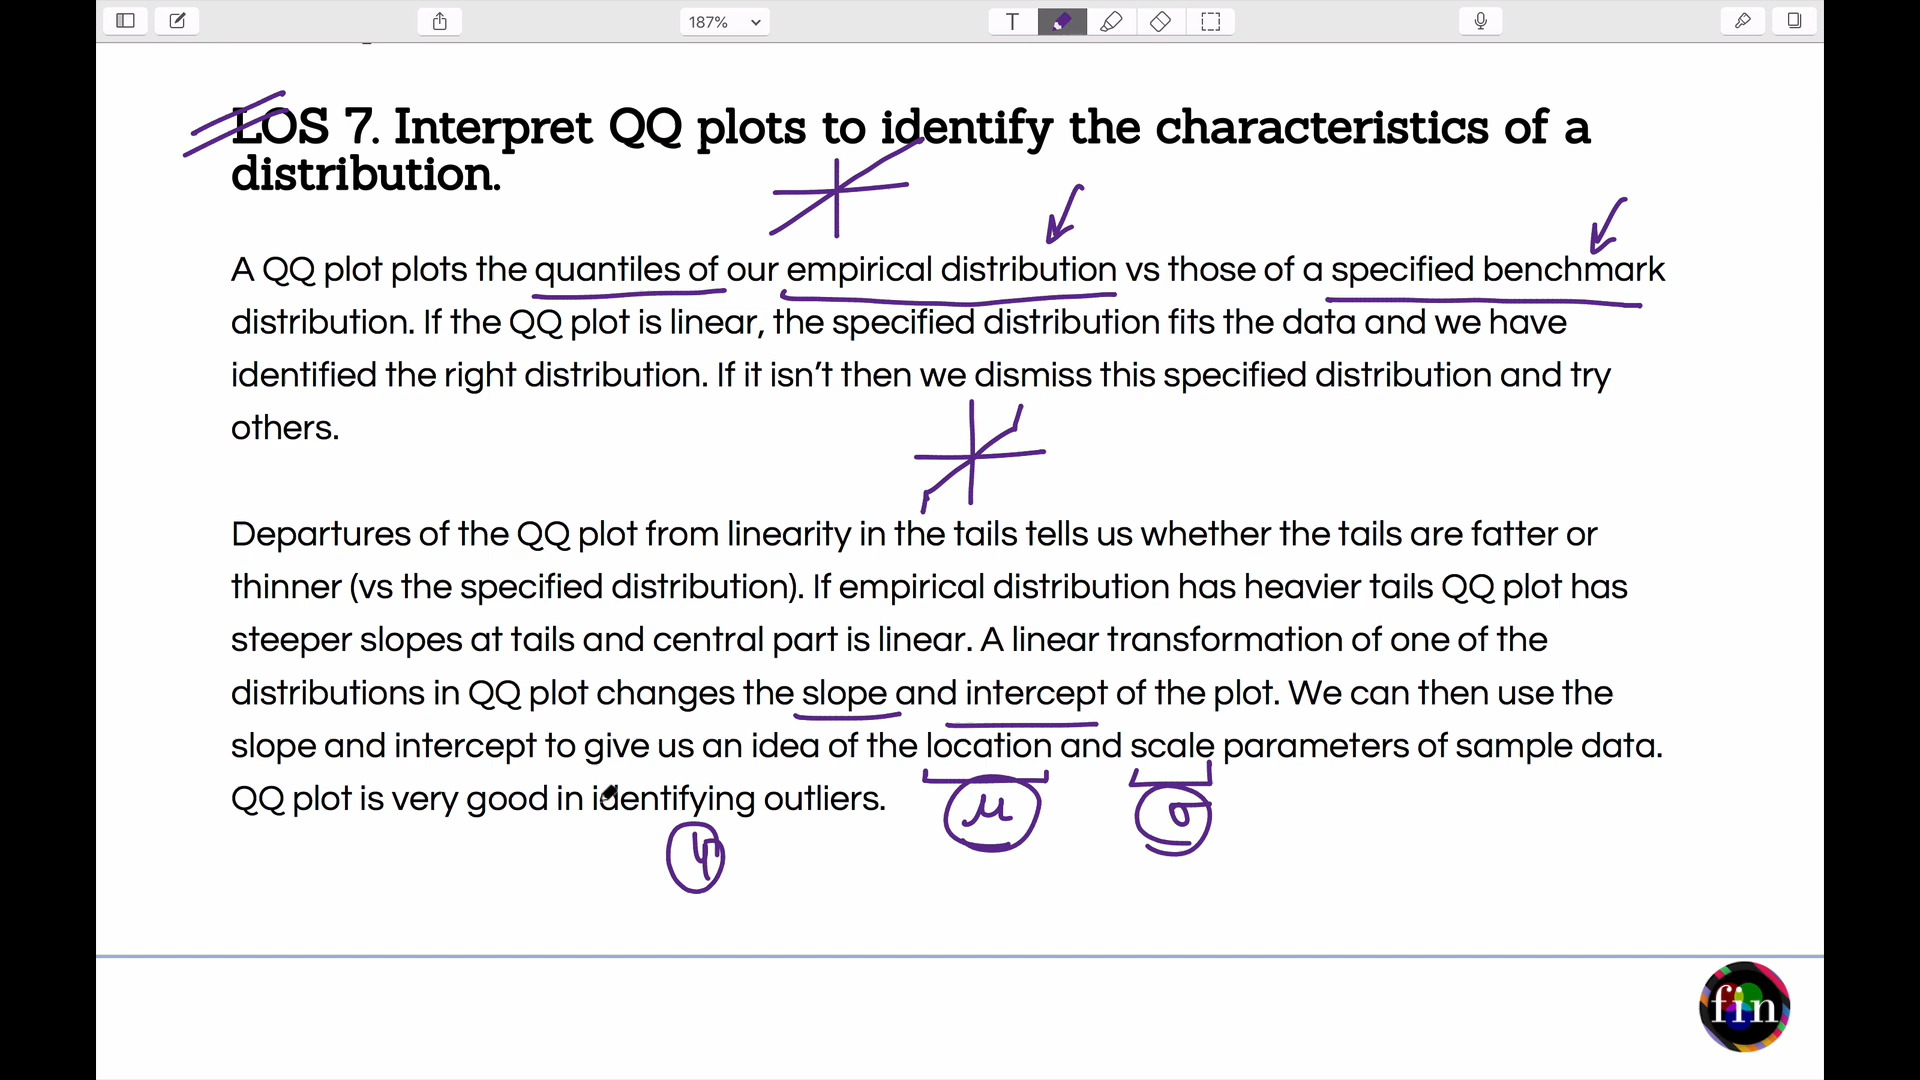 187%
T
LOS 7. Interpret QQ plots to identify the characteristics of a
distribution.
A QQ plot plots the quantiles of our empirical distribution vs those of a specified benchmark
distribution. If the QQ plot is linear, the specified distribution fits the data and we have
identified the right distribution. If it isn’t then we dismiss this specified distribution and try
others.
Departures of the QQ plot from linearity in the tails tells us whether the tails are fatter or
thinner (vs the specified distribution). If empirical distribution has heavier tails QQ plot has
steeper slopes at tails and central part is linear. A linear transformation of one of the
distributions in QQ plot changes the slope and intercept of the plot. We can then use the
slope and intercept to give us an idea of the location and scale parameters of sample data.
QQ plot is very good in identifying outliers.
μ σ
fin